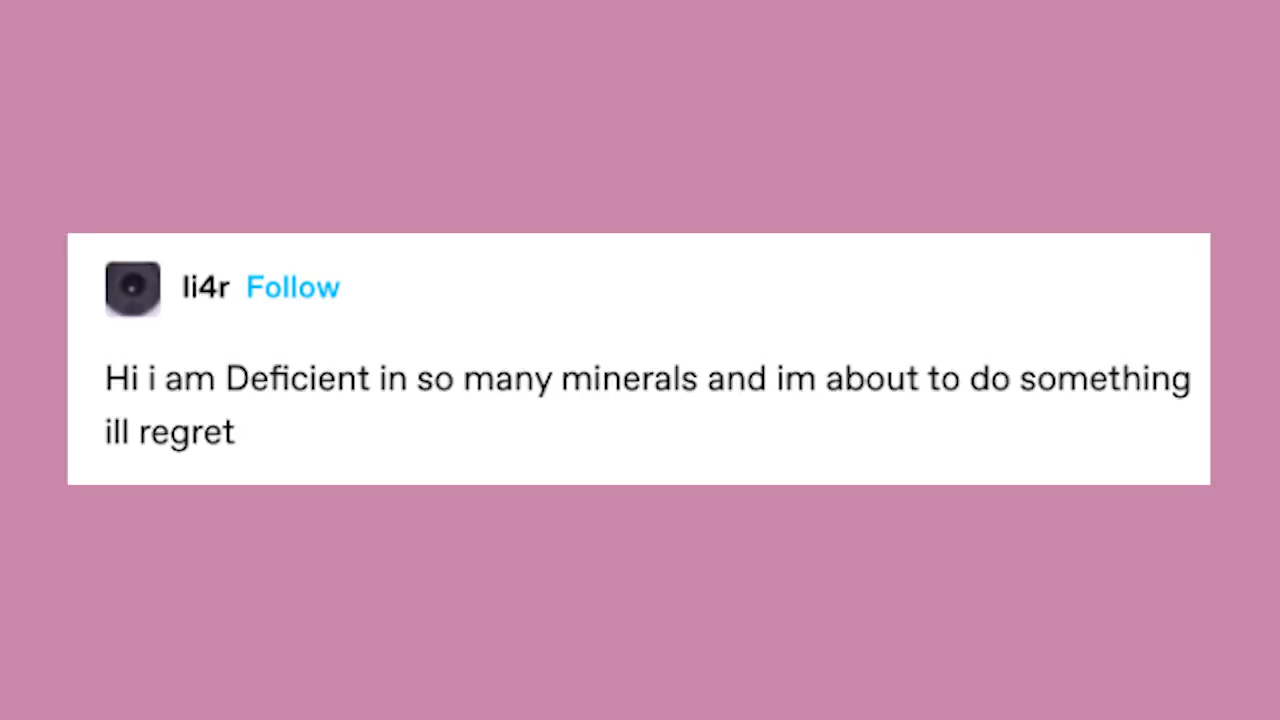 li4r Follow
Hi i am Deficient in so many minerals and im about to do something
ill regret